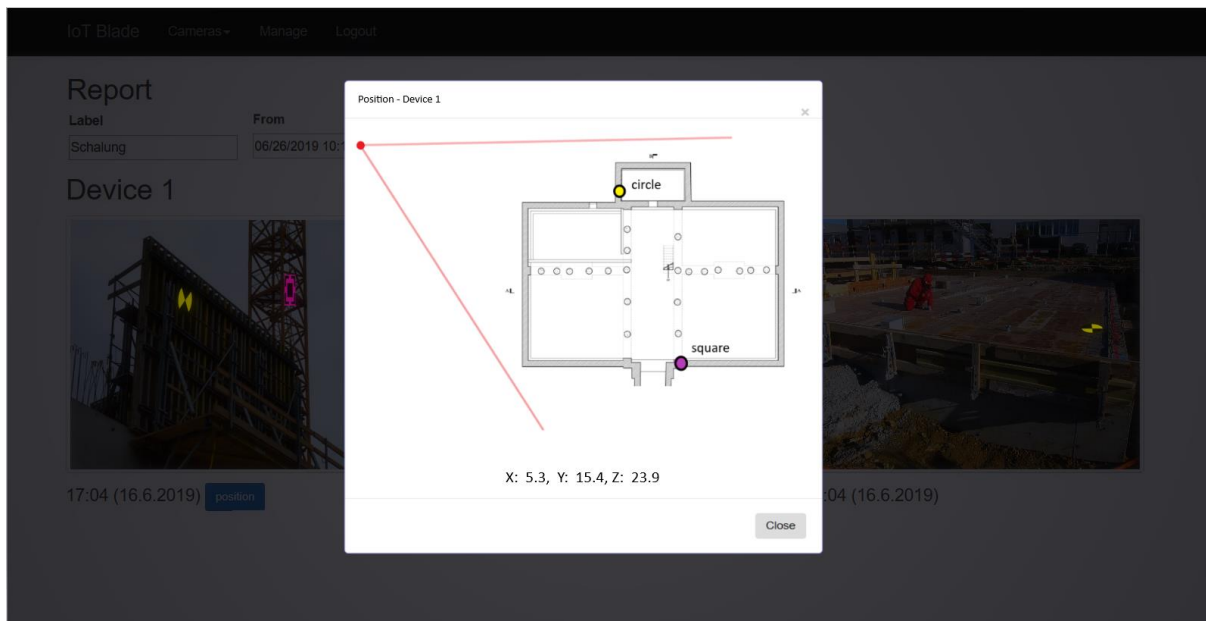 IoT Blade Cameras Manage Logout
Report
Label From
Schalung 06/26/2019 10:
Device 1
Position - Device 1
×
circle
square
X: 5.3, Y: 15.4, Z: 23.9
Close
17:04 (16.6.2019) position
:04 (16.6.2019)